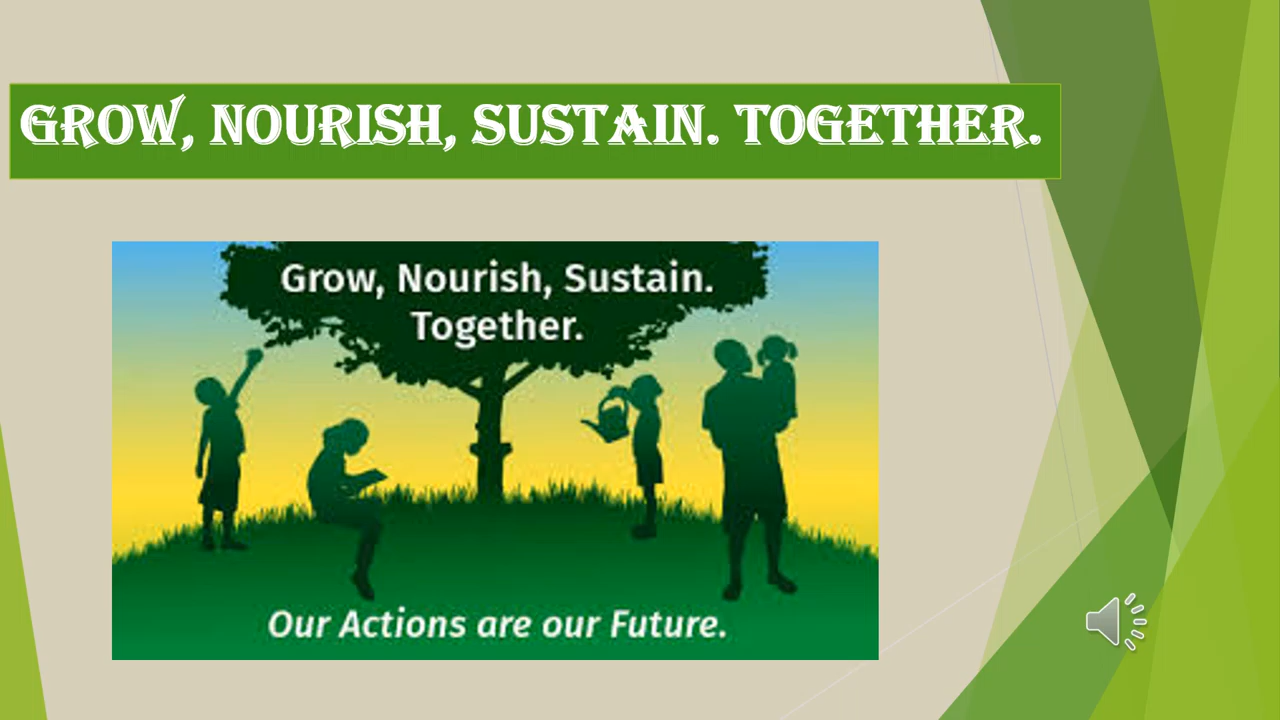 GROW, NOURISH, SUSTAIN. TOGETHER.
Grow, Nourish, Sustain.
Together.
Our Actions are our Future.